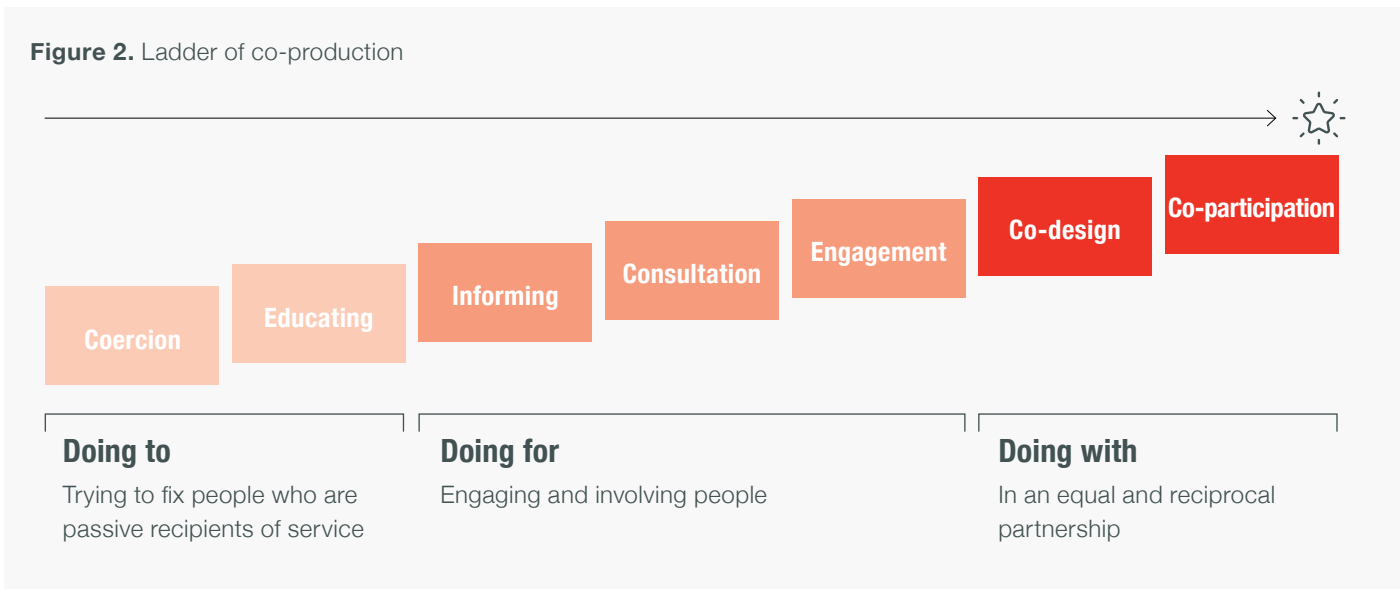 Figure 2. Ladder of co-production
Coercion
Educating
Informing
Consultation
Engagement
Co-design
Co-participation
Doing to
Trying to fix people who are
passive recipients of service
Doing for
Engaging and involving people
Doing with
In an equal and reciprocal
partnership